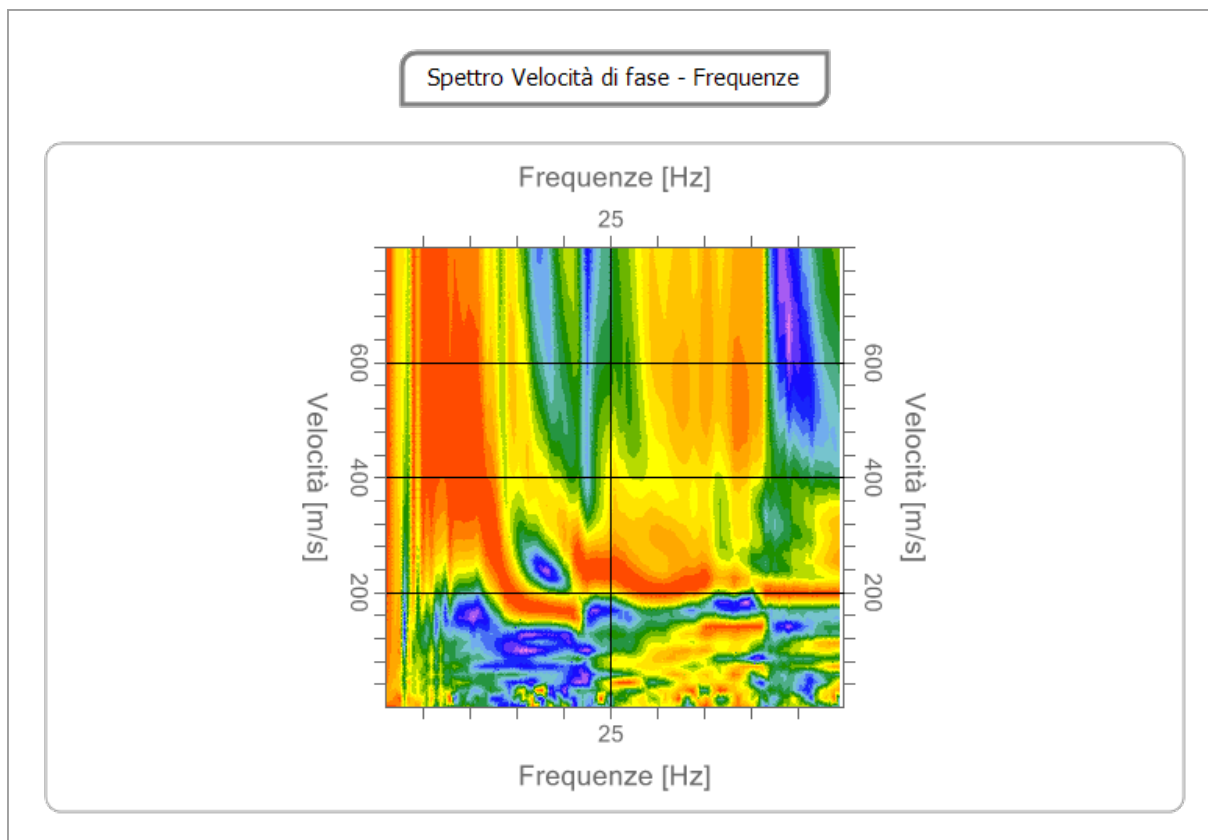 Spettro Velocità di fase - Frequenze
Frequenze [Hz]
25
600
600
Velocità [m/s]
Velocità [m/s]
400
400
200
200
25
Frequenze [Hz]